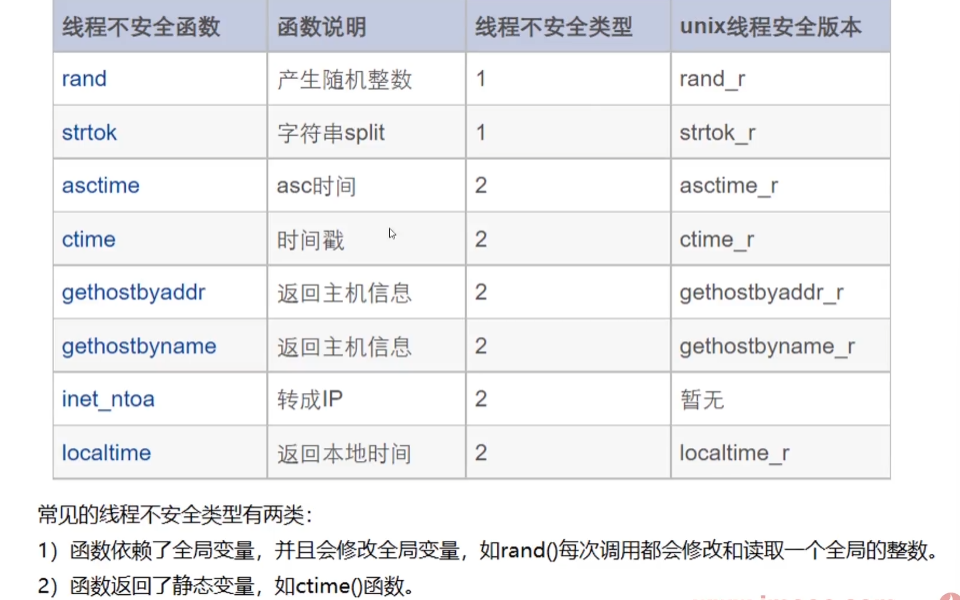 线程不安全函数 函数说明 线程不安全类型 unix线程安全版本
rand 产生随机整数 1 rand_r
strtok 字符串split 1 strtok_r
asctime asc时间 2 asctime_r
ctime 时间戳 2 ctime_r
gethostbyaddr 返回主机信息 2 gethostbyaddr_r
gethostbyname 返回主机信息 2 gethostbyname_r
inet_ntoa 转成IP 2 暂无
localtime 返回本地时间 2 localtime_r
常见的线程不安全类型有两类：
1）函数依赖了全局变量，并且会修改全局变量，如rand()每次调用都会修改和读取一个全局的整数。
2）函数返回了静态变量，如ctime()函数。